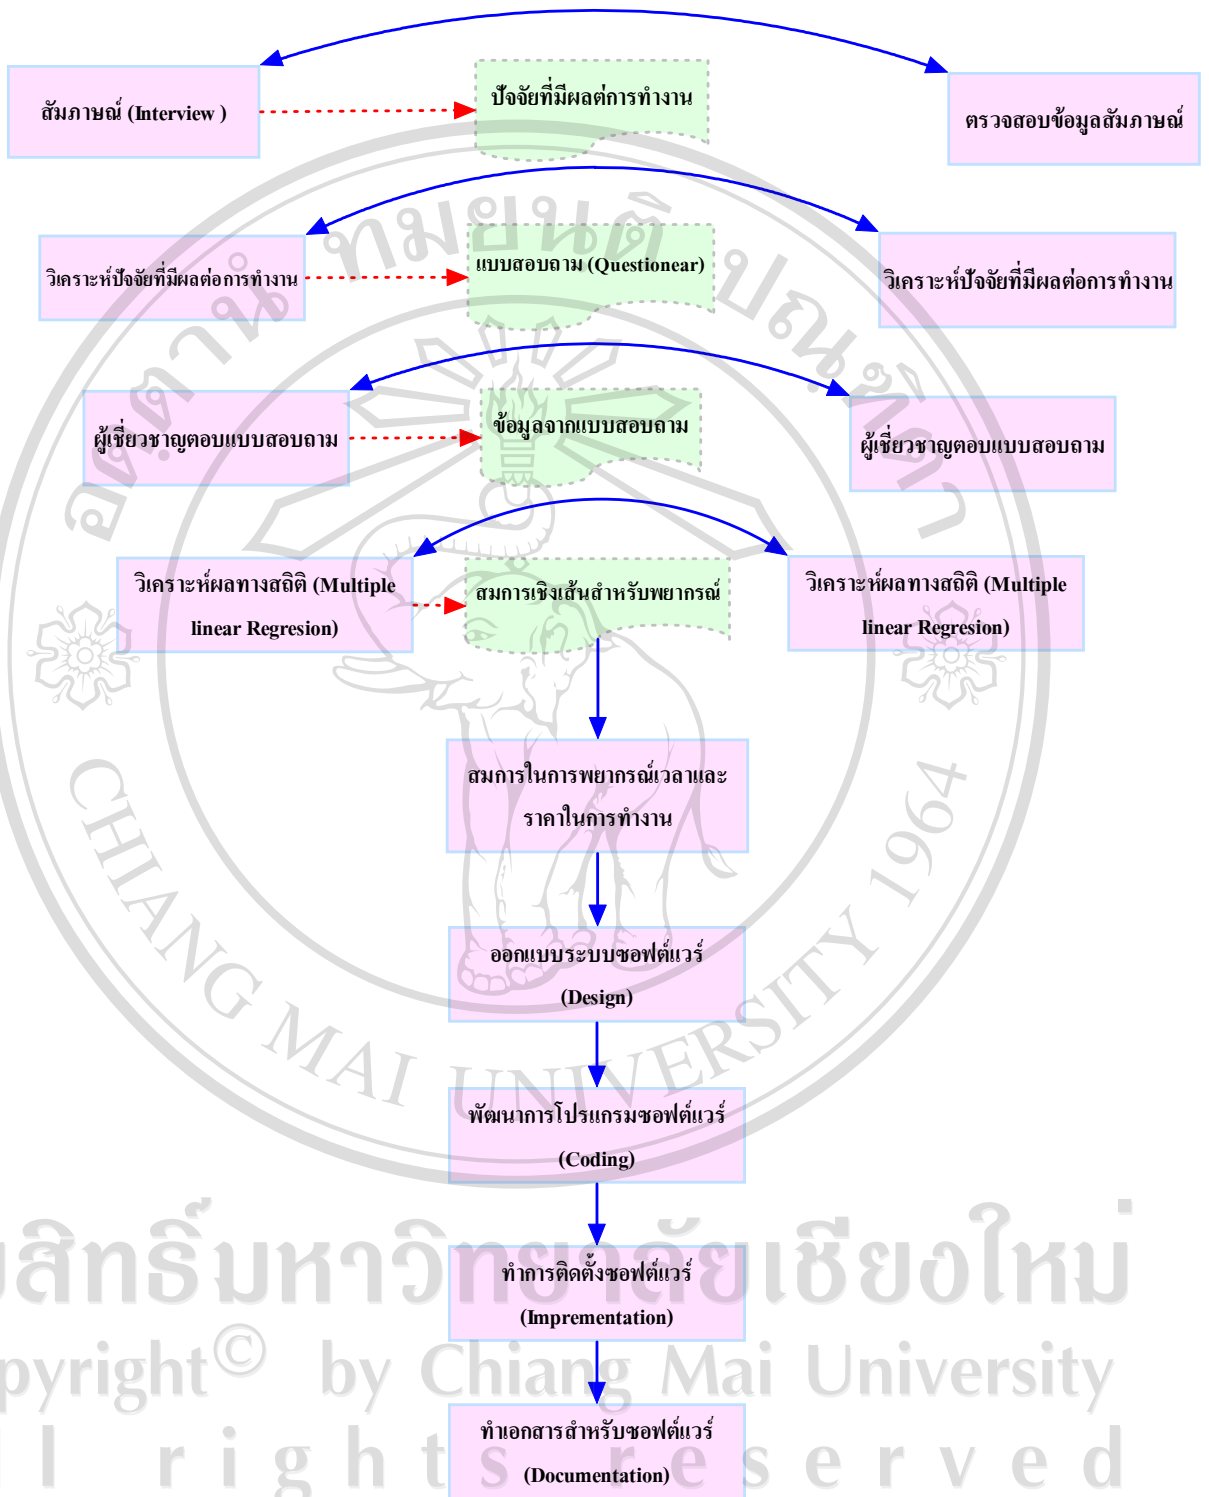 สัมภาษณ์ (Interview )
ปัจจัยที่มีผลต่การทำงาน
ตรวจสอบข้อมูลสัมภาษณ์
วิเคราะห์ปัจจัยที่มีผลต่อการทำงาน
แบบสอบถาม (Questionear)
วิเคราะห์ปัจจัยที่มีผลต่อการทำงาน
ผู้เชี่ยวชาญตอบแบบสอบถาม
ข้อมูลจากแบบสอบถาม
ผู้เชี่ยวชาญตอบแบบสอบถาม
วิเคราะห์ผลทางสถิติ (Multiple
linear Regresion)
สมการเชิงเส้นสำหรับพยากรณ์
วิเคราะห์ผลทางสถิติ (Multiple
linear Regresion)
สมการในการพยากรณ์เวลาและ
ราคาในการทำงาน
ออกแบบระบบซอฟต์แวร์
(Design)
พัฒนาการโปรแกรมซอฟต์แวร์
(Coding)
ทำการติดตั้งซอฟต์แวร์
(Imprementation)
ทำเอกสารสำหรับซอฟต์แวร์
(Documentation)
CHIANG MAI UNIVERSITY 1964
สิทธิ์มหาวิทยาลัยเชียงใหม่
pyright© by Chiang Mai University
rights reserved